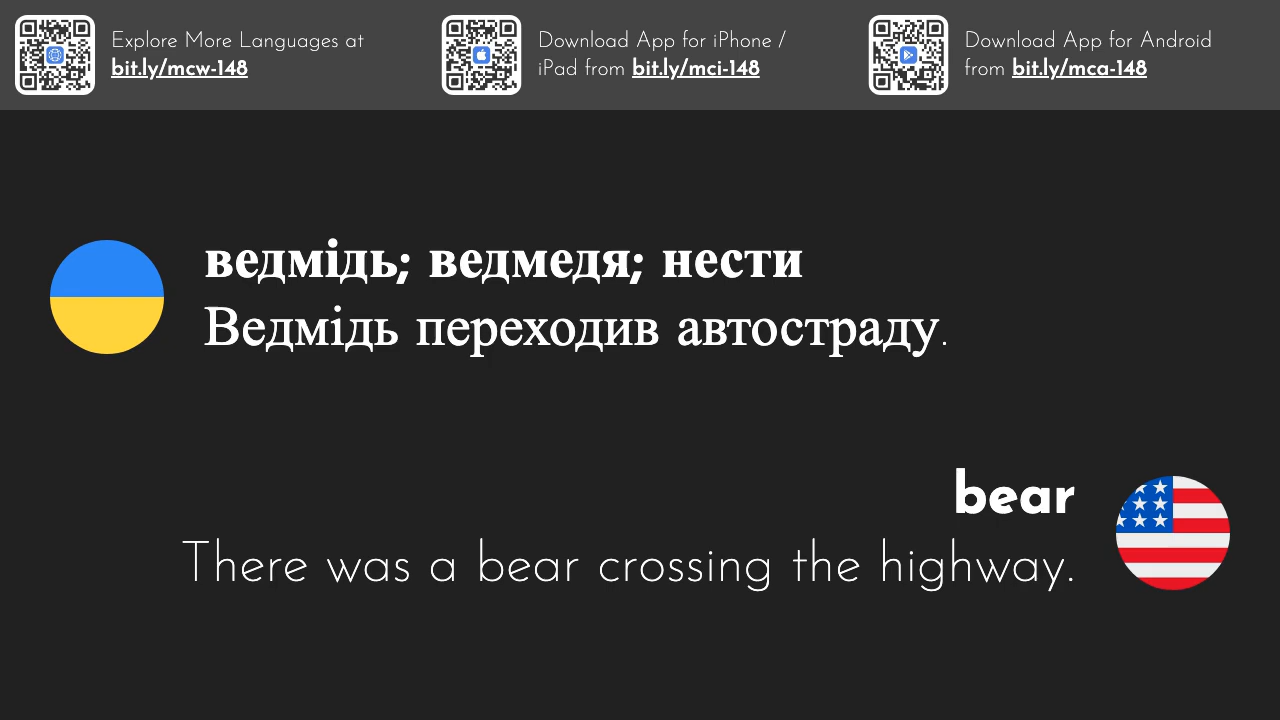 Explore More Languages at
bit.ly/mcw-148
Download App for iPhone /
iPad from bit.ly/mci-148
Download App for Android
from bit.ly/mca-148
ведмідь; ведмедя; нести
Ведмідь переходив автостраду.
bear
There was a bear crossing the highway.